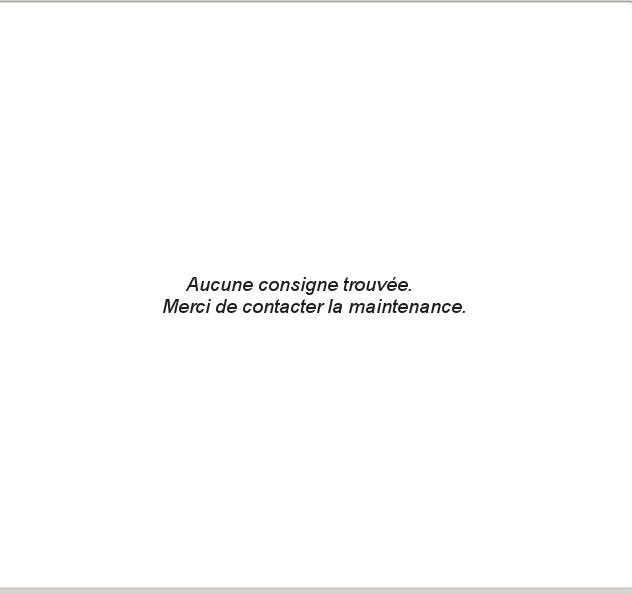 Aucune consigne trouvée.
Merci de contacter la maintenance.